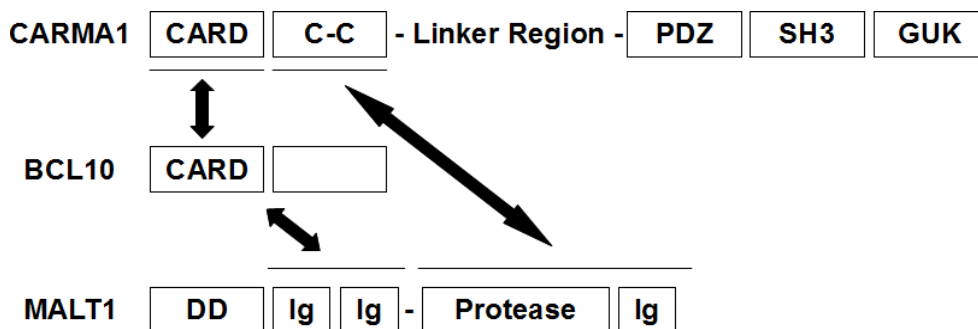 CARMA1 CARD C-C - Linker Region - PDZ SH3 GUK
BCL10 CARD
MALT1 DD Ig Ig - Protease Ig